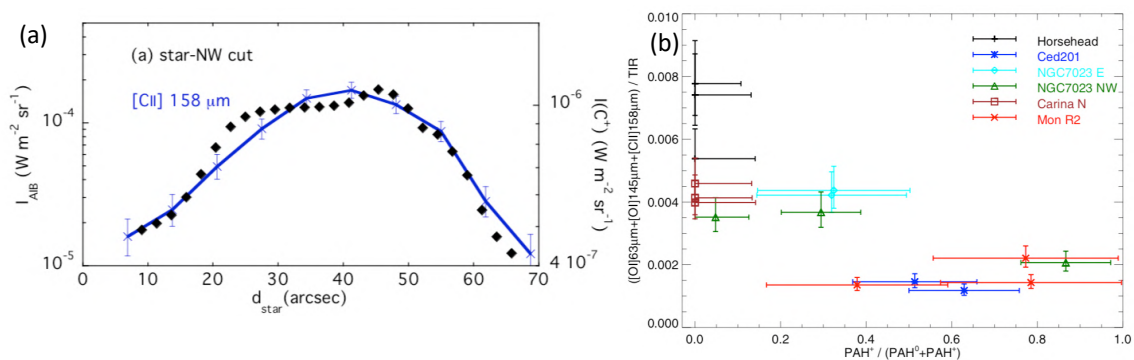 (a)
(a) star-NW cut
[CII] 158 μm
I_AIB (W m⁻² sr⁻¹)
10⁻⁴
10⁻⁵
I(C⁺) (W m⁻² sr⁻¹)
10⁻⁶
4 10⁻⁷
0 10 20 30 40 50 60 70
d_star (arcsec)
(b)
((OI]63μm+[OI]145μm+[CII]158μm) / TIR
0.010
0.008
0.006
0.004
0.002
0.000
Horsehead
Ced201
NGC7023 E
NGC7023 NW
Carina N
Mon R2
0.0 0.2 0.4 0.6 0.8 1.0
PAH⁺ / (PAH⁰+PAH⁺)